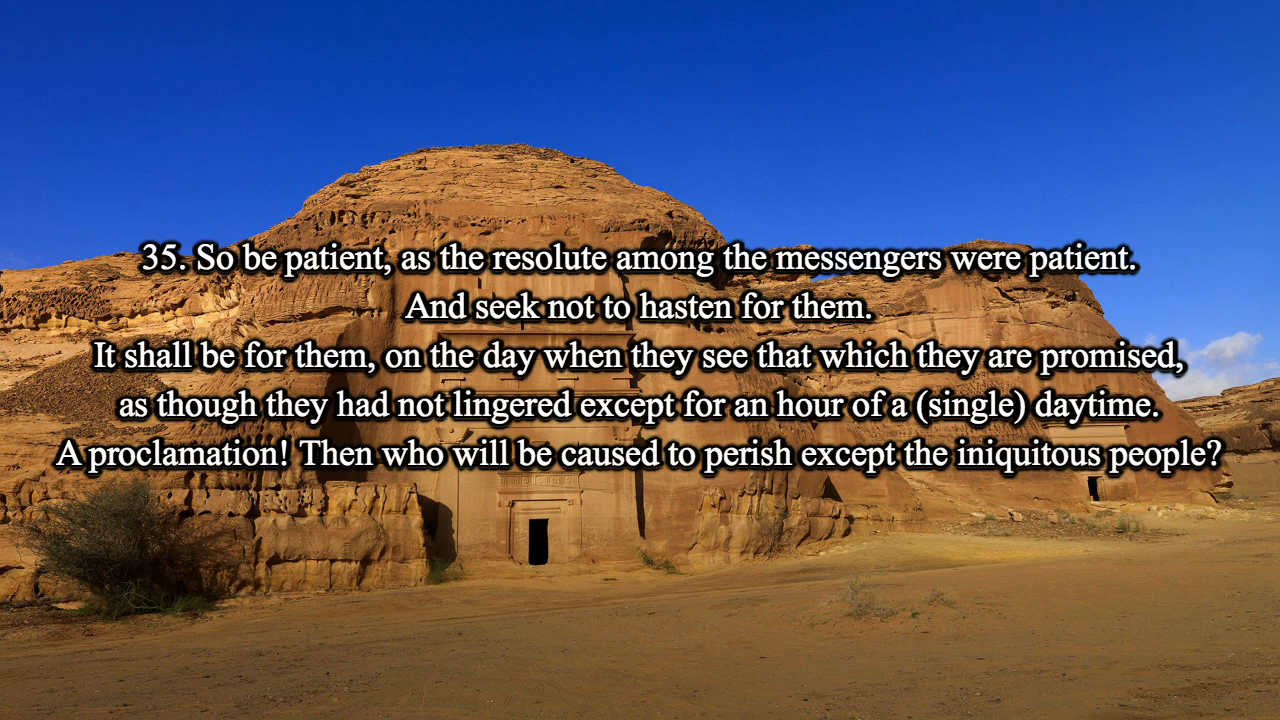 35. So be patient, as the resolute among the messengers were patient.
And seek not to hasten for them.
It shall be for them, on the day when they see that which they are promised,
as though they had not lingered except for an hour of a (single) daytime.
A proclamation! Then who will be caused to perish except the iniquitous people?